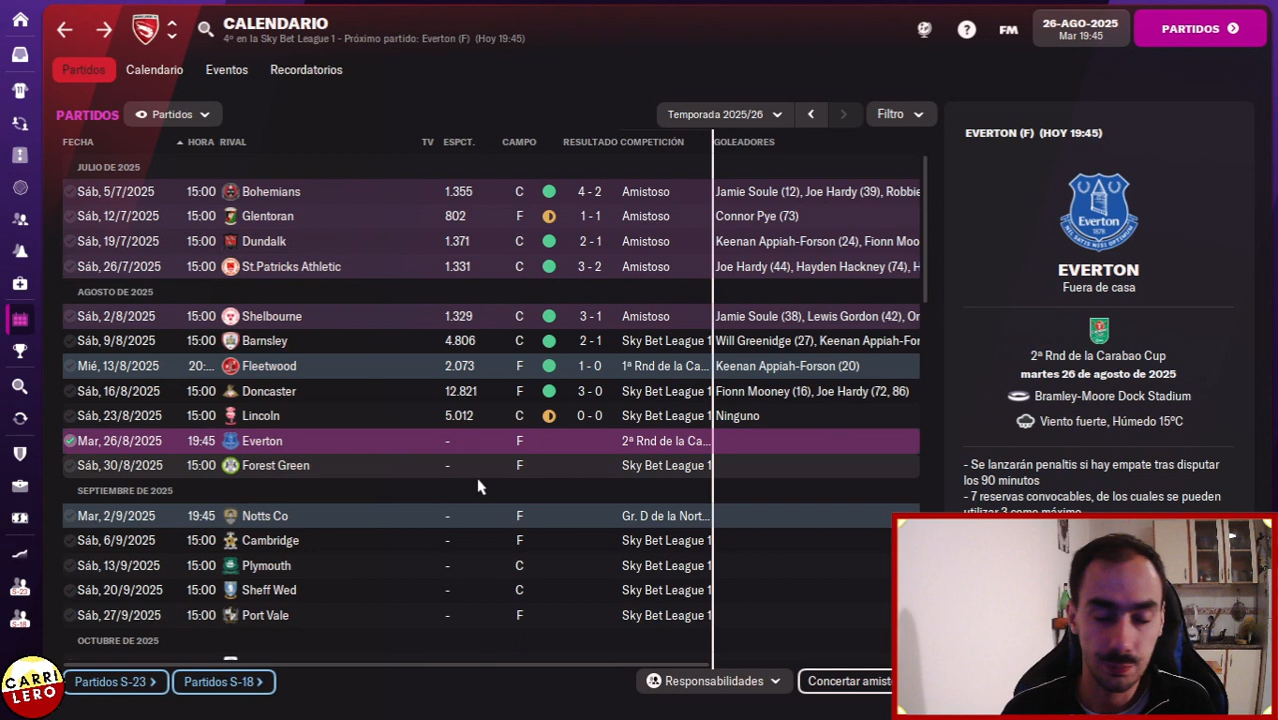 CALENDARIO
4º en la Sky Bet League 1 - Próximo partido: Everton (F) (Hoy 19:45)
FM
26-AGO-2025
Mar 19:45
PARTIDOS
Partidos Calendario Eventos Recordatorios
PARTIDOS Partidos Temporada 2025/26 Filtro
FECHA HORA RIVAL TV ESPCT. CAMPO RESULTADO COMPETICIÓN GOLEADORES
JULIO DE 2025
Sáb, 5/7/2025 15:00 Bohemians 1.355 C 4 - 2 Amistoso Jamie Soule (12), Joe Hardy (39), Robbie
Sáb, 12/7/2025 15:00 Glentoran 802 F 1 - 1 Amistoso Connor Pye (73)
Sáb, 19/7/2025 15:00 Dundalk 1.371 C 2 - 1 Amistoso Keenan Appiah-Forson (24), Fionn Moo
Sáb, 26/7/2025 15:00 St.Patricks Athletic 1.331 C 3 - 2 Amistoso Joe Hardy (44), Hayden Hackney (74), H
AGOSTO DE 2025
Sáb, 2/8/2025 15:00 Shelbourne 1.329 C 3 - 1 Amistoso Jamie Soule (38), Lewis Gordon (42), Or
Sáb, 9/8/2025 15:00 Barnsley 4.806 C 2 - 1 Sky Bet League 1 Will Greenidge (27), Keenan Appiah-For
Mié, 13/8/2025 20:... Fleetwood 2.073 F 1 - 0 1ª Rnd de la Ca... Keenan Appiah-Forson (20)
Sáb, 16/8/2025 15:00 Doncaster 12.821 F 3 - 0 Sky Bet League 1 Fionn Mooney (16), Joe Hardy (72, 86)
Sáb, 23/8/2025 15:00 Lincoln 5.012 C 0 - 0 Sky Bet League 1 Ninguno
Mar, 26/8/2025 19:45 Everton - F 2ª Rnd de la Ca...
Sáb, 30/8/2025 15:00 Forest Green - F Sky Bet League 1
SEPTIEMBRE DE 2025
Mar, 2/9/2025 19:45 Notts Co - F Gr. D de la Nort...
Sáb, 6/9/2025 15:00 Cambridge - F Sky Bet League 1
Sáb, 13/9/2025 15:00 Plymouth - C Sky Bet League 1
Sáb, 20/9/2025 15:00 Sheff Wed - C Sky Bet League 1
Sáb, 27/9/2025 15:00 Port Vale - F Sky Bet League 1
OCTUBRE DE 2025
Partidos S-23 Partidos S-18 Responsabilidades Concertar amist
EVERTON (F) (HOY 19:45)
Everton
1878
NIL SATIS NISI OPTIMUM
EVERTON
Fuera de casa
2ª Rnd de la Carabao Cup
martes 26 de agosto de 2025
Bramley-Moore Dock Stadium
Viento fuerte, Húmedo 15ºC
- Se lanzarán penaltis si hay empate tras disputar
los 90 minutos
- 7 reservas convocables, de los cuales se pueden
utilizar 3 como máximo
S-23
S-18
CARRI
LERO